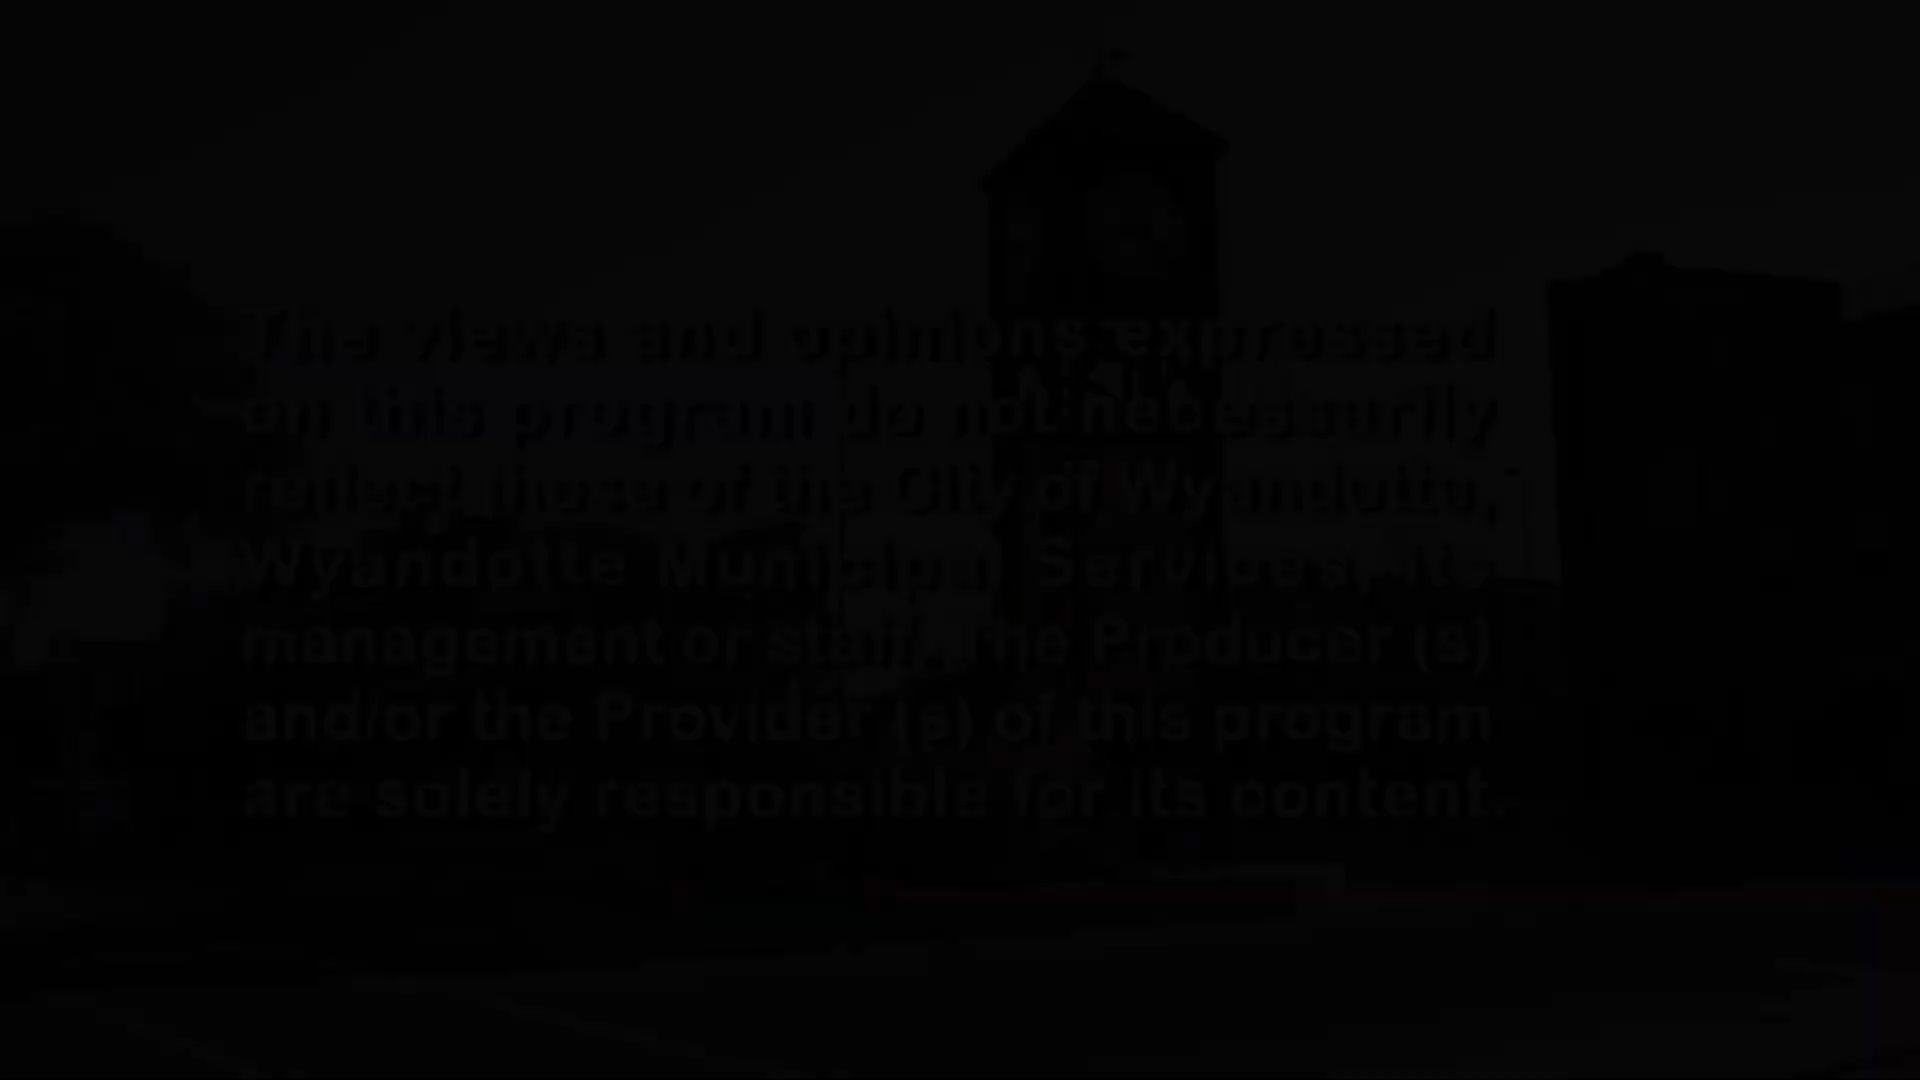 The views and opinions expressed
on this program do not necessarily
reflect those of the City of Wyandotte,
Wyandotte Municipal Services, its
management or staff. The Producer (s)
and/or the Provider (s) of this program
are solely responsible for its content.